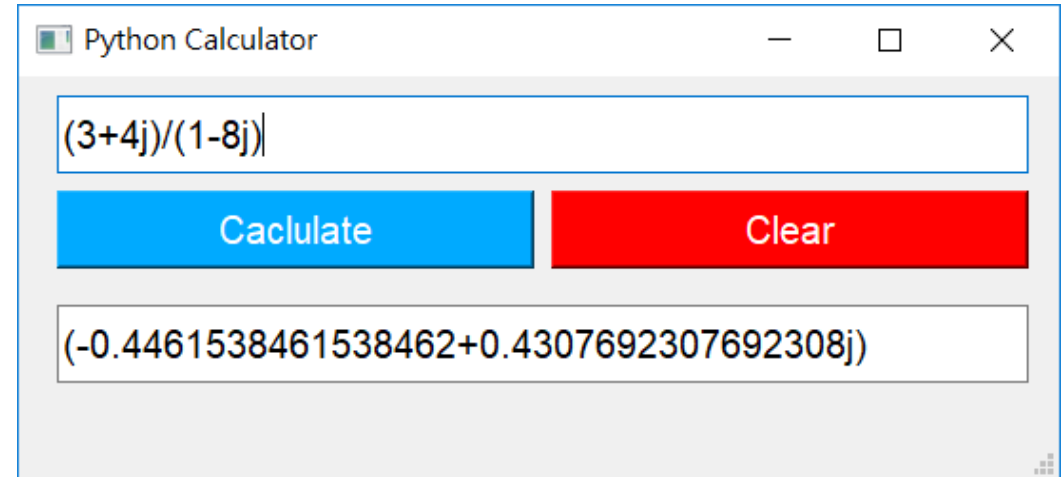 Python Calculator
(3+4j)/(1-8j)
Caclulate Clear
(-0.4461538461538462+0.4307692307692308j)